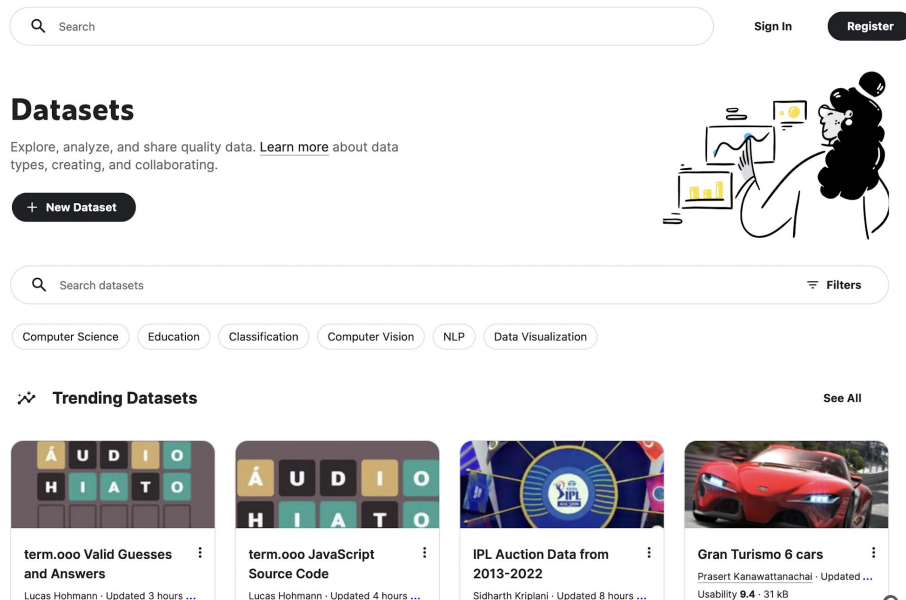 Search
Sign In
Register
Datasets
Explore, analyze, and share quality data. Learn more about data
types, creating, and collaborating.
+ New Dataset
Search datasets
Filters
Computer Science
Education
Classification
Computer Vision
NLP
Data Visualization
Trending Datasets
See All
ÁUDIO
HIATO
ÁUDIO
HIATO
IPL
term.ooo Valid Guesses
and Answers
Lucas Hohmann · Updated 3 hours ...
term.ooo JavaScript
Source Code
Lucas Hohmann · Updated 4 hours ...
IPL Auction Data from
2013-2022
Sidharth Kriplani · Updated 8 hours ...
Gran Turismo 6 cars
Prasert Kanawattanachai · Updated ...
Usability 9.4 · 31 kB